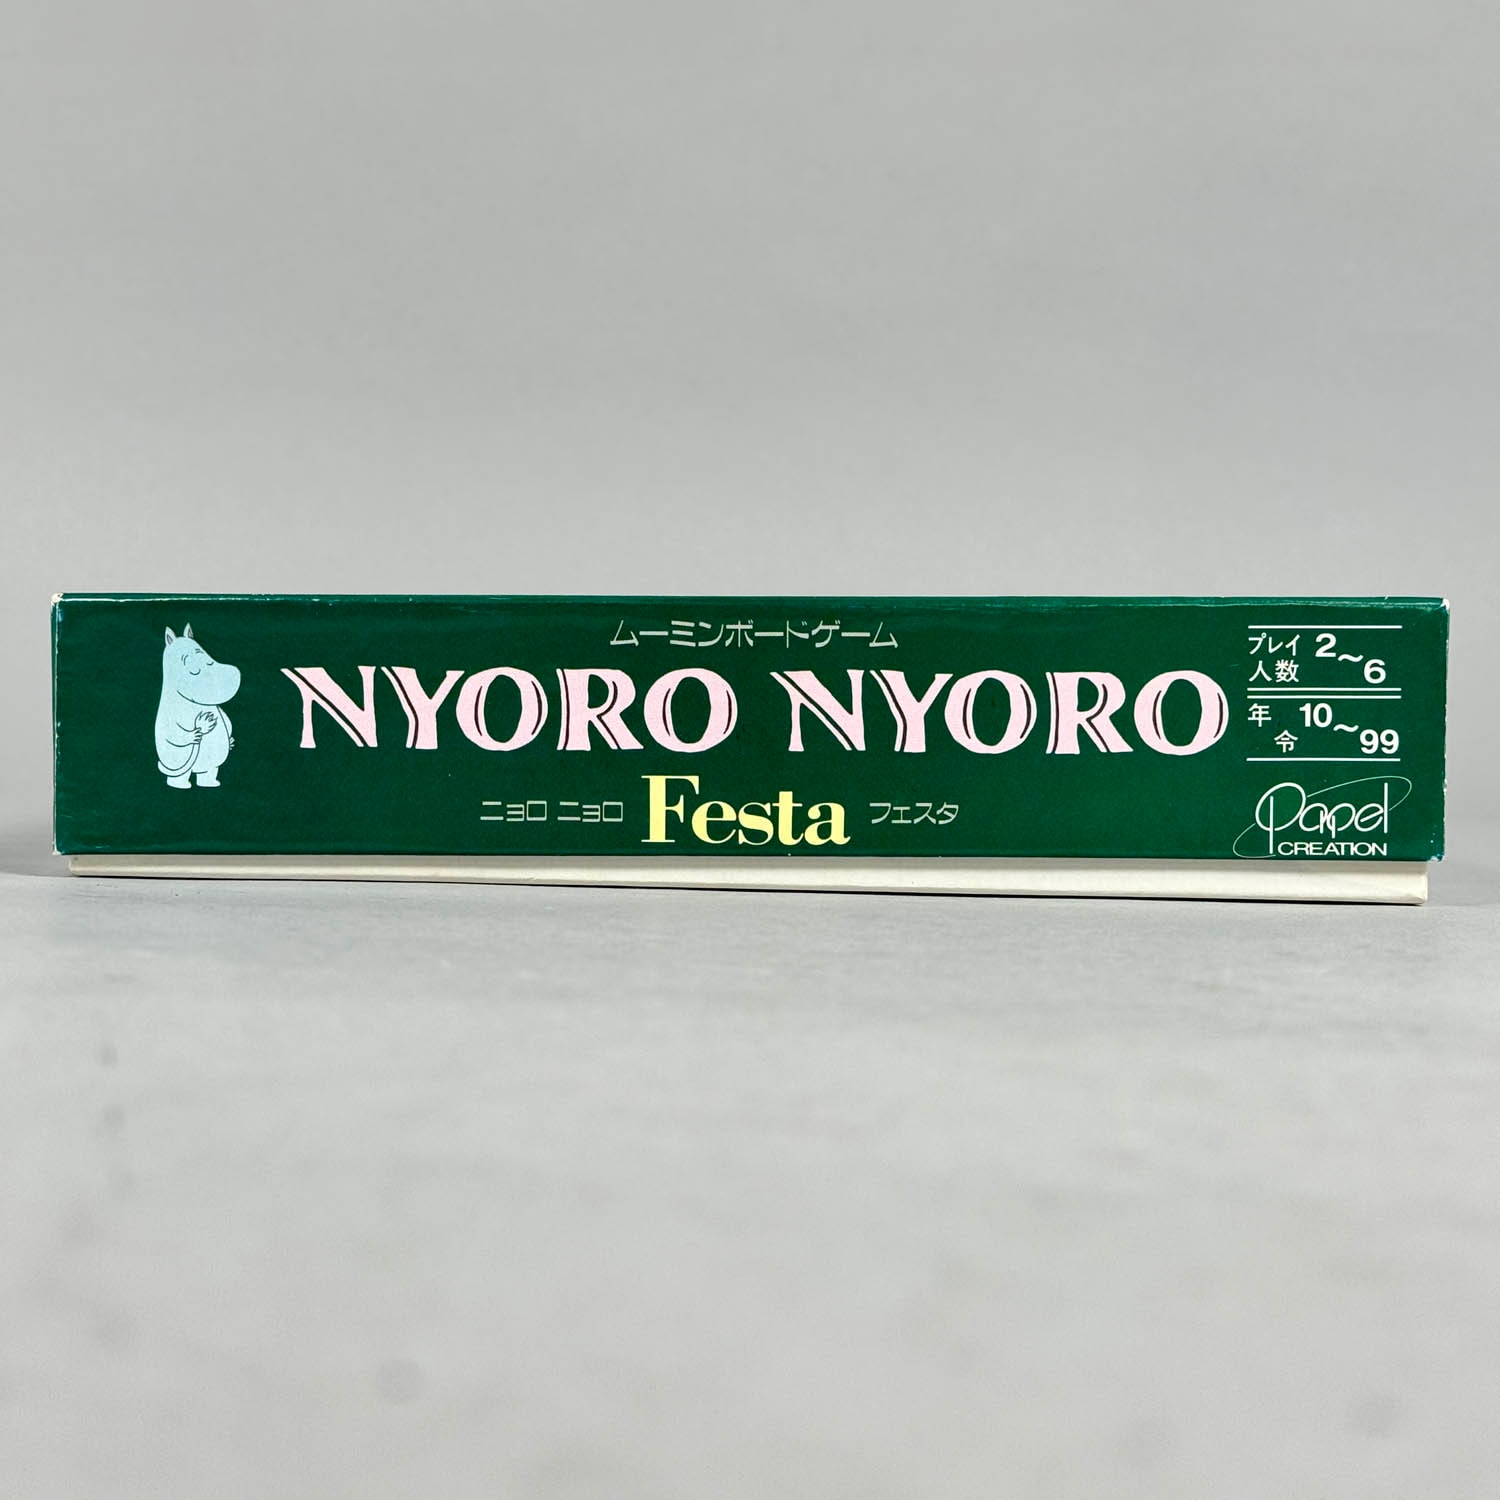 ムーミンボードゲーム
NYORO NYORO
ニョロ ニョロ Festa フェスタ
プレイ人数 2~6
年令 10~99
Papel
CREATION